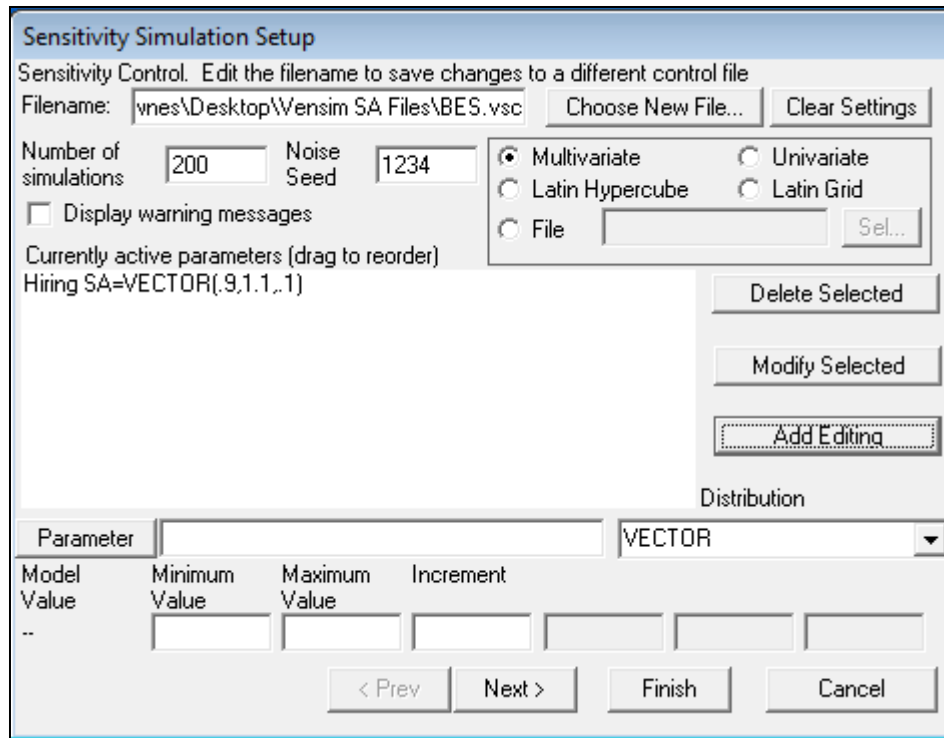 Sensitivity Simulation Setup
Sensitivity Control.  Edit the filename to save changes to a different control file
Filename: vnes\Desktop\Vensim SA Files\BES.vsc Choose New File... Clear Settings
Number of simulations 200 Noise Seed 1234
Multivariate Univariate
Latin Hypercube Latin Grid
File Sel...
Display warning messages
Currently active parameters (drag to reorder)
Hiring SA=VECTOR(.9,1.1,.1)
Delete Selected
Modify Selected
Add Editing
Distribution
Parameter VECTOR
Model Value Minimum Value Maximum Value Increment
--
< Prev Next > Finish Cancel